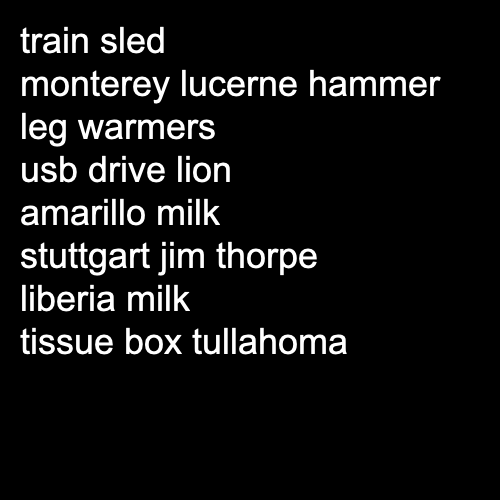 train sled
monterey lucerne hammer
leg warmers
usb drive lion
amarillo milk
stuttgart jim thorpe
liberia milk
tissue box tullahoma